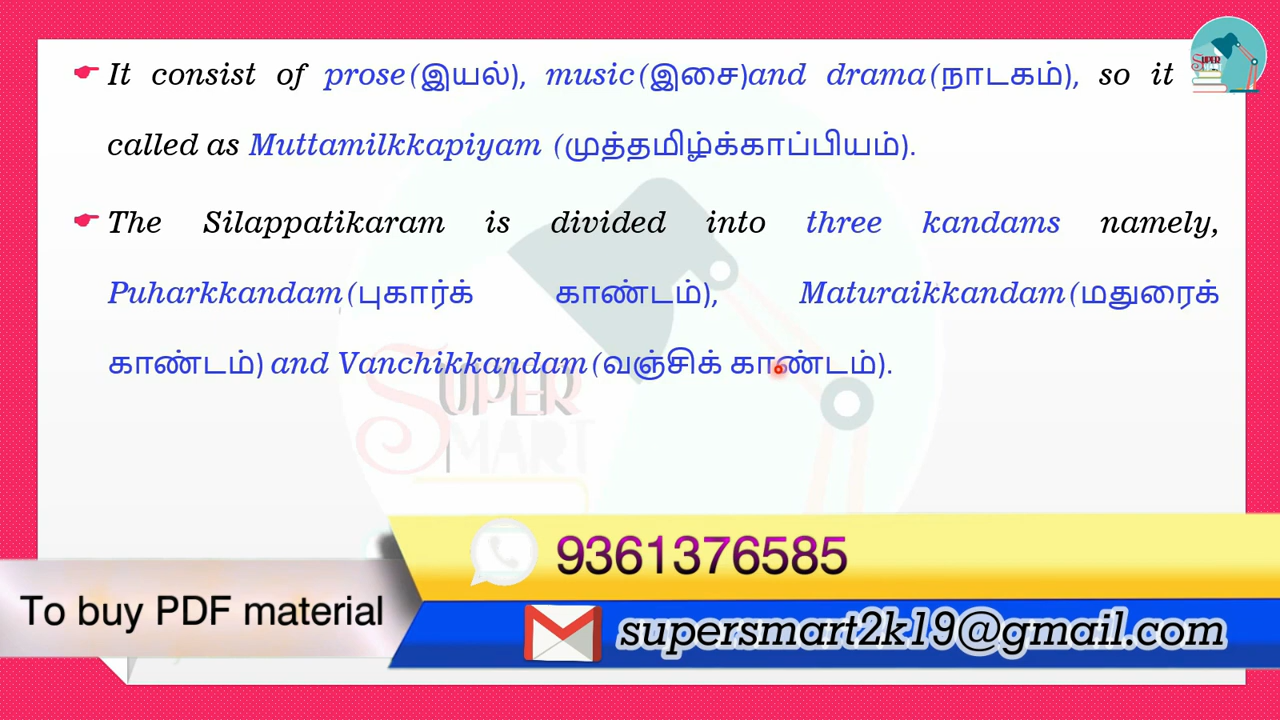 It consist of prose(இயல்), music(இசை)and drama(நாடகம்), so it
called as Muttamilkkapiyam (முத்தமிழ்க்காப்பியம்).
The Silappatikaram is divided into three kandams namely,
Puharkkandam(புகார்க் காண்டம்), Maturaikkandam(மதுரைக்
காண்டம்) and Vanchikkandam(வஞ்சிக் காண்டம்).
SUPER
SMART
9361376585
To buy PDF material
supersmart2k19@gmail.com